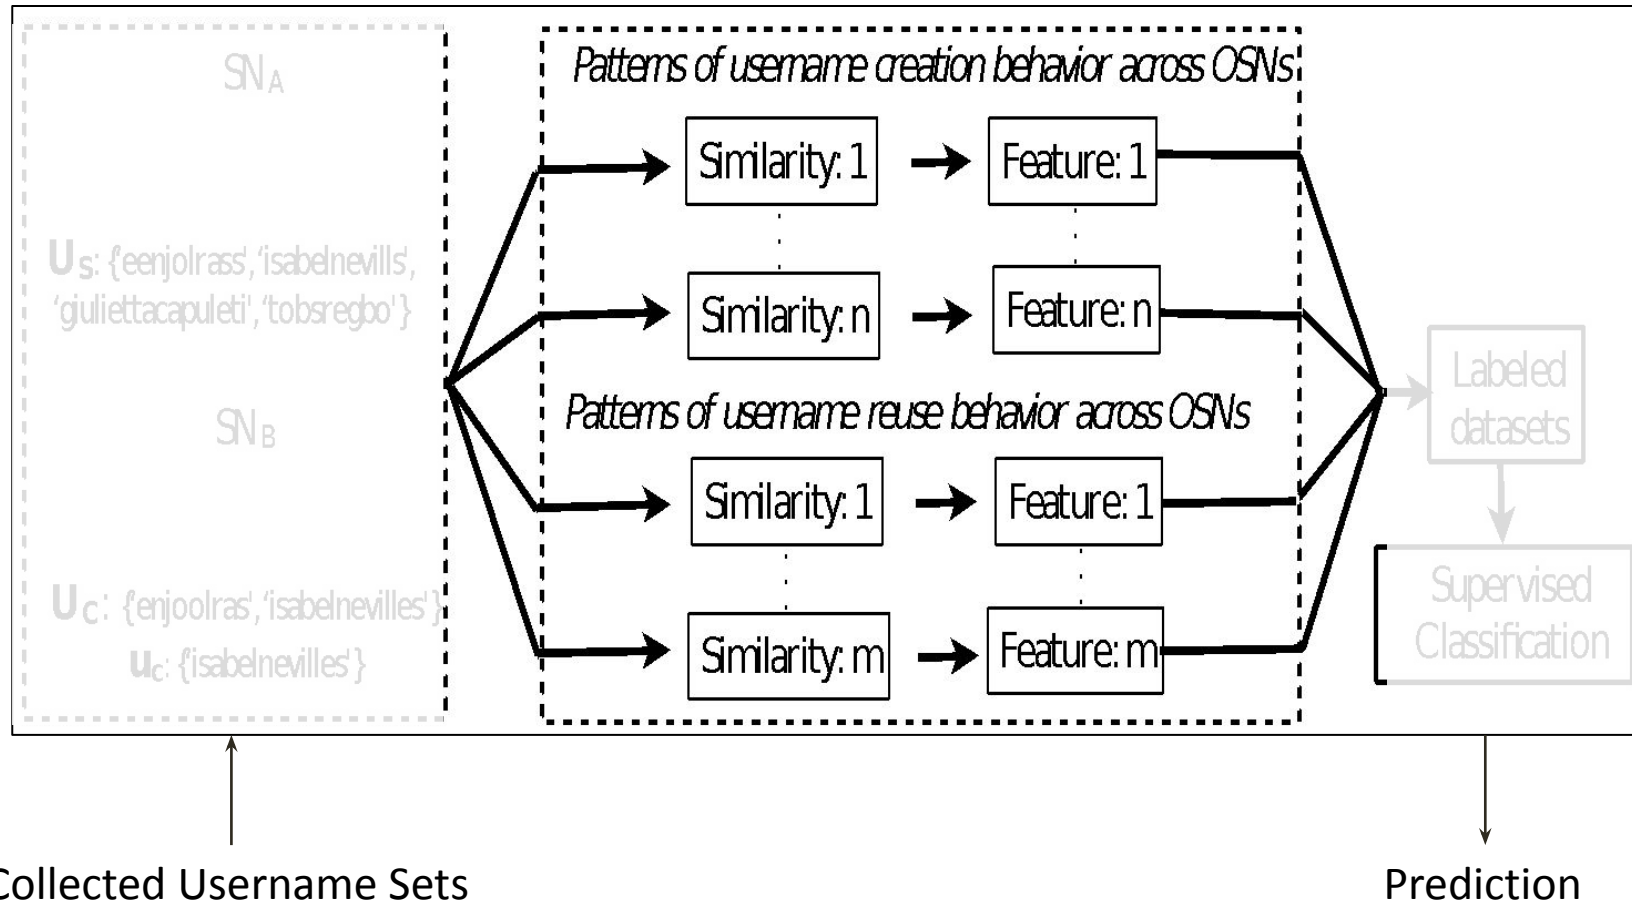 SNA
Us: {'eenjolrass','isabelnevills',
'giuliettacapuleti','tobsregbo'}
SNB
Uc: {'enjoolras','isabelnevilles'}
uc: {'isabelnevilles'}
Patterns of username creation behavior across OSNs
Similarity: 1
Feature: 1
Similarity: n
Feature: n
Patterns of username reuse behavior across OSNs
Similarity: 1
Feature: 1
Similarity: m
Feature: m
Labeled
datasets
Supervised
Classification
Collected Username Sets
Prediction